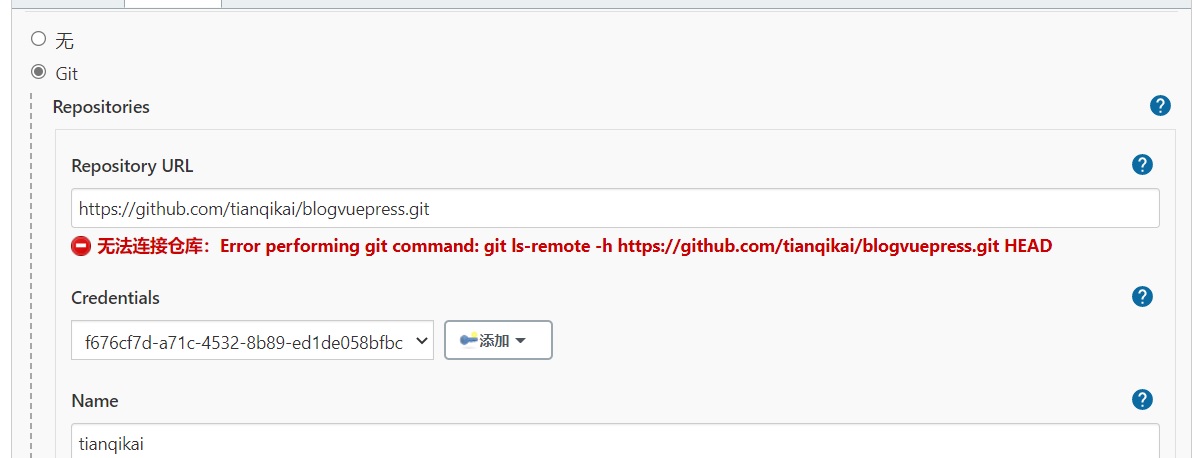 无
Git
Repositories
Repository URL
https://github.com/tianqikai/blogvuepress.git
无法连接仓库：Error performing git command: git ls-remote -h https://github.com/tianqikai/blogvuepress.git HEAD
Credentials
f676cf7d-a71c-4532-8b89-ed1de058bfbc
添加
Name
tianqikai